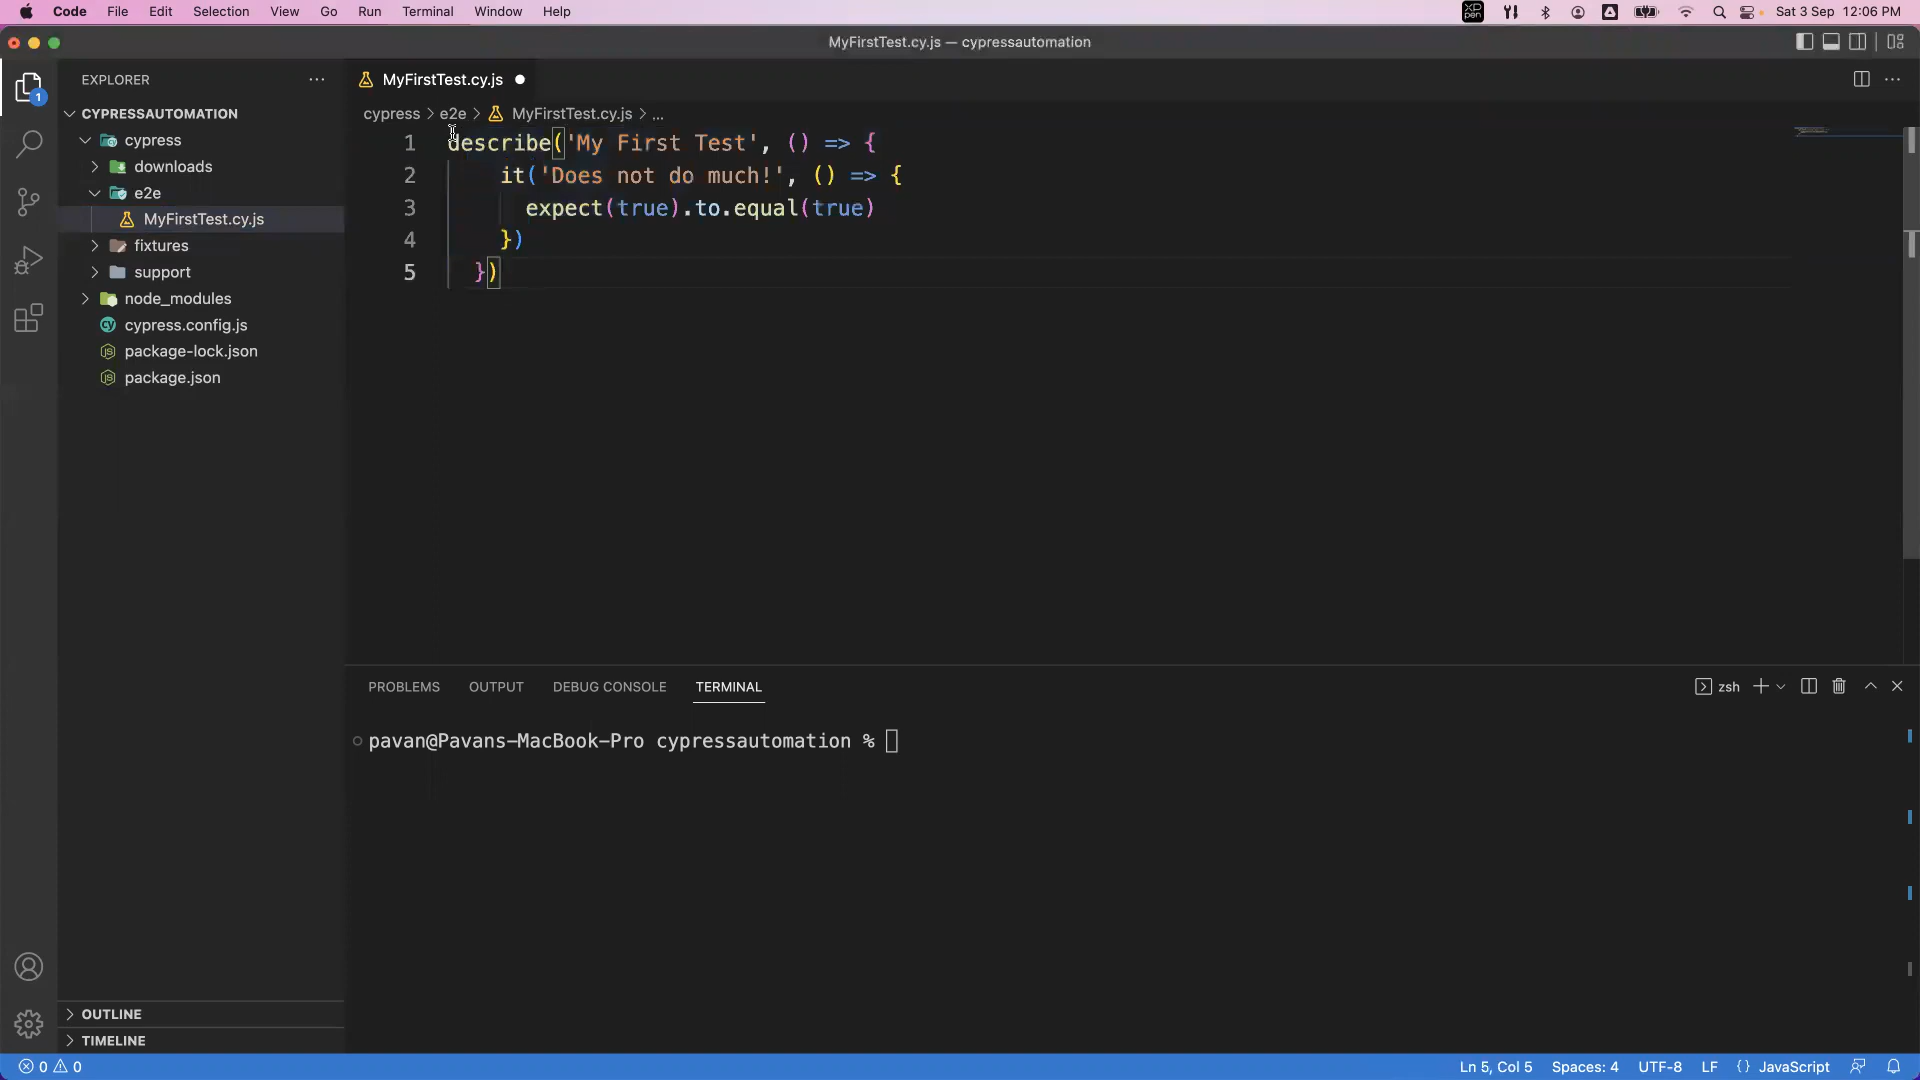 Code File Edit Selection View Go Run Terminal Window Help XP pen Sat 3 Sep 12:06 PM
MyFirstTest.cy.js — cypressautomation
1 EXPLORER ··· MyFirstTest.cy.js ···
CYPRESSAUTOMATION cypress > e2e > MyFirstTest.cy.js > ...
cypress
downloads
e2e
MyFirstTest.cy.js
fixtures
support
node_modules
cypress.config.js
package-lock.json
package.json
1 describe('My First Test', () => {
2 it('Does not do much!', () => {
3 expect(true).to.equal(true)
4 })
5 })
PROBLEMS OUTPUT DEBUG CONSOLE TERMINAL zsh
pavan@Pavans-MacBook-Pro cypressautomation %
OUTLINE
TIMELINE
0 0 Ln 5, Col 5 Spaces: 4 UTF-8 LF {} JavaScript